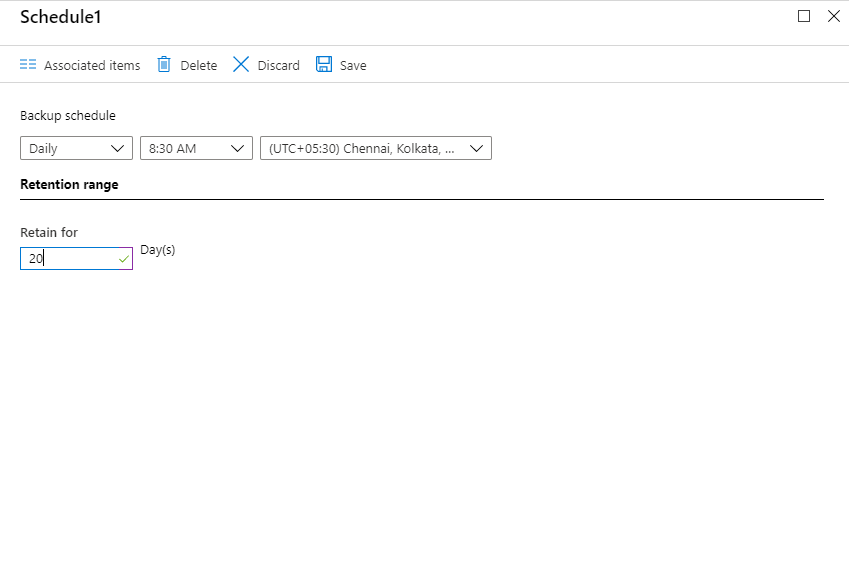 Schedule1
Associated items Delete Discard Save
Backup schedule
Daily 8:30 AM (UTC+05:30) Chennai, Kolkata, ...
Retention range
Retain for
20 Day(s)